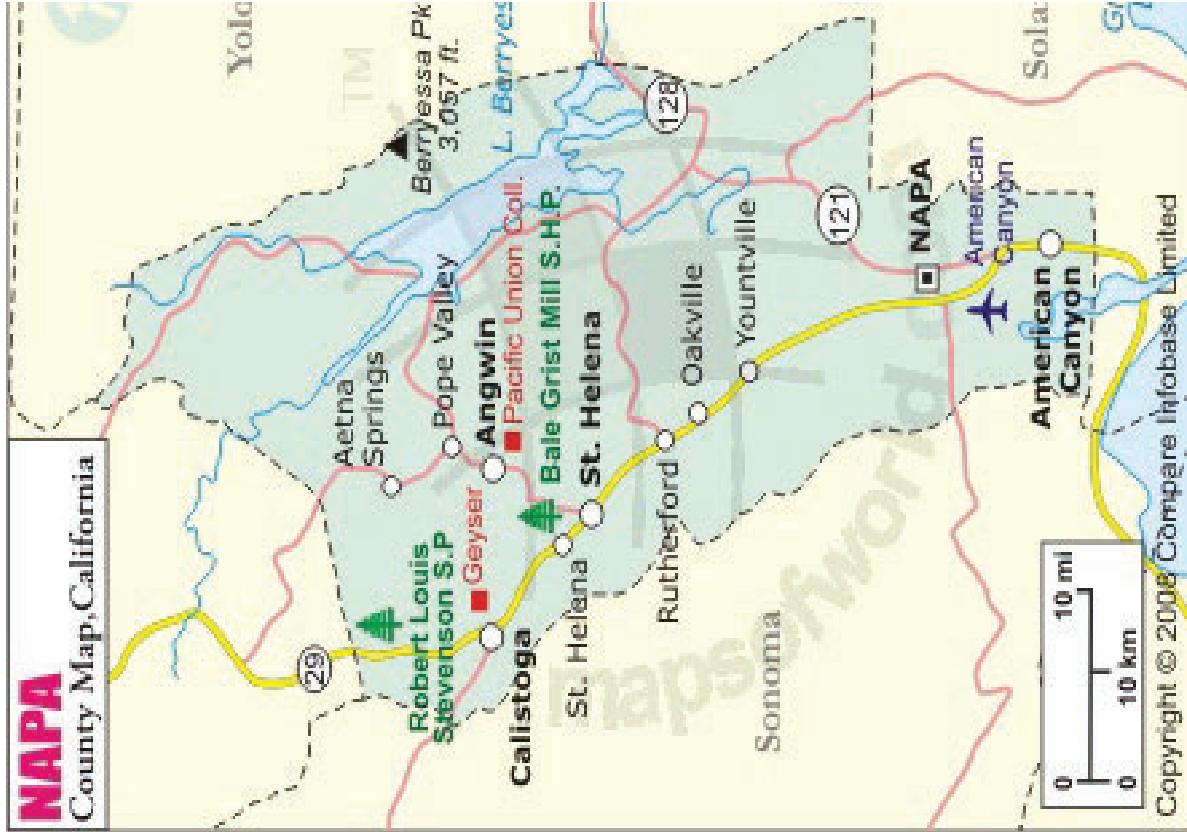 NAPA
County Map, California
Yolo
29
Aetna
Springs
TM
Robert Louis
Stevenson S.P
Berryessa Pk
3,057 ft.
Pope Valley
Geyser
Angwin
L. Berryes
Pacific Union Coll.
Calistoga
Bale Grist Mill S.H.P.
St. Helena
St. Helena
128
Rutherford
Oakville
Yountville
Sonoma
121
mapsofworld
NAPA
American
Canyon
Sola
American
Canyon
0 10 mi
0 10 km
Copyright © 2008 Compare Infobase Limited